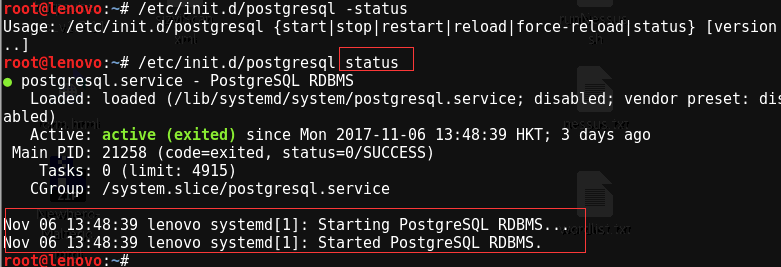 root@lenovo:~# /etc/init.d/postgresql -status
Usage: /etc/init.d/postgresql {start|stop|restart|reload|force-reload|status} [version
..]
root@lenovo:~# /etc/init.d/postgresql status
● postgresql.service - PostgreSQL RDBMS
Loaded: loaded (/lib/systemd/system/postgresql.service; disabled; vendor preset: dis
abled)
Active: active (exited) since Mon 2017-11-06 13:48:39 HKT; 3 days ago
Main PID: 21258 (code=exited, status=0/SUCCESS)
Tasks: 0 (limit: 4915)
CGroup: /system.slice/postgresql.service
Nov 06 13:48:39 lenovo systemd[1]: Starting PostgreSQL RDBMS...
Nov 06 13:48:39 lenovo systemd[1]: Started PostgreSQL RDBMS.
root@lenovo:~#